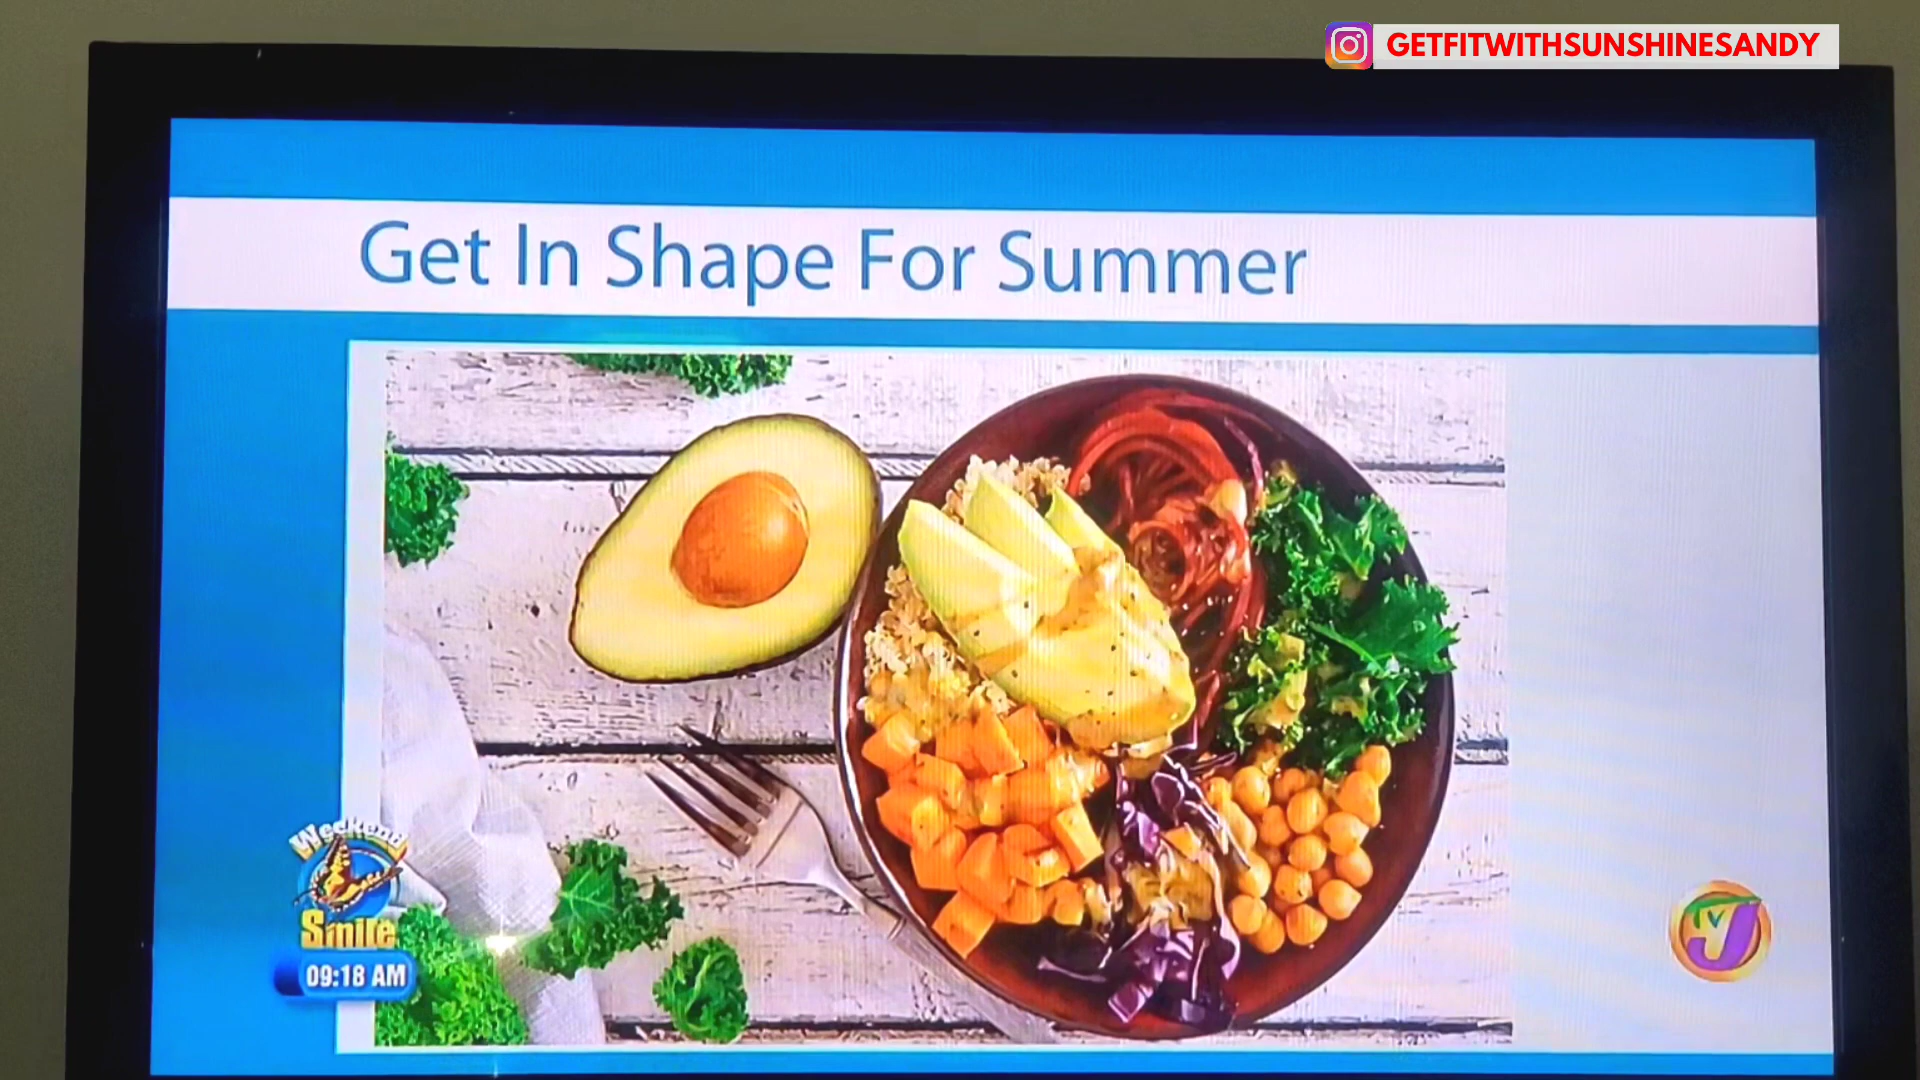 GETFITWITHSUNSHINESANDY
Get In Shape For Summer
Weekend
Smile
09:18 AM
TVJ